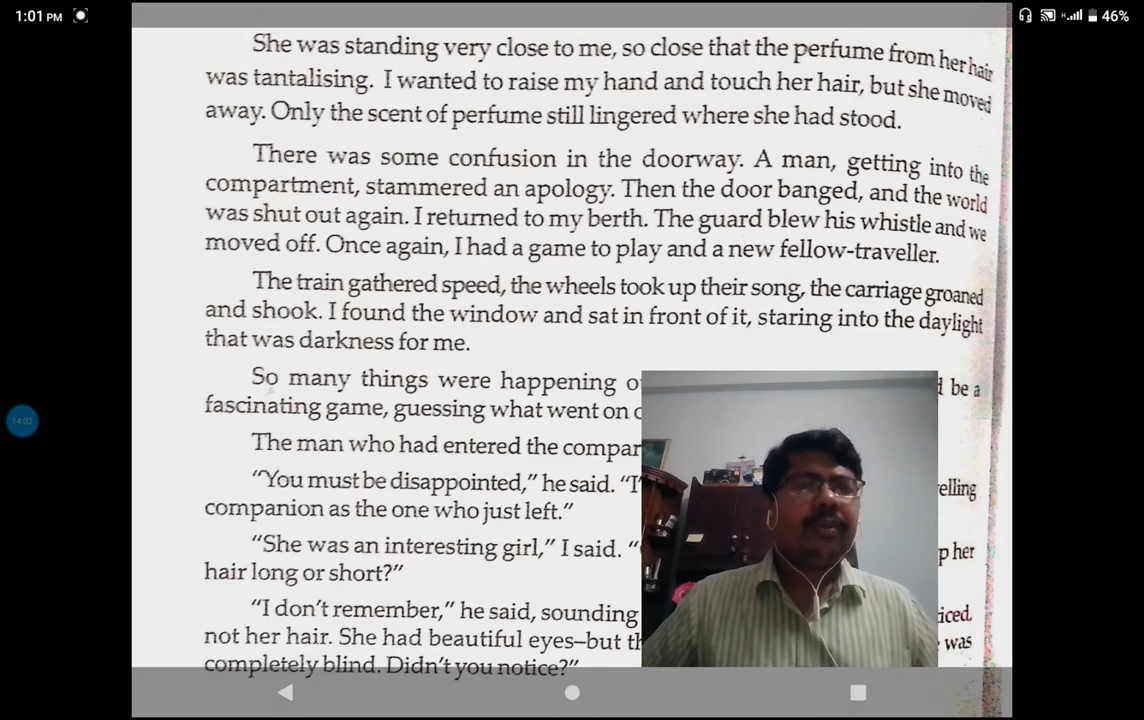 1:01 PM
46%
She was standing very close to me, so close that the perfume from her hair
was tantalising. I wanted to raise my hand and touch her hair, but she moved
away. Only the scent of perfume still lingered where she had stood.
There was some confusion in the doorway. A man, getting into the
compartment, stammered an apology. Then the door banged, and the world
was shut out again. I returned to my berth. The guard blew his whistle and we
moved off. Once again, I had a game to play and a new fellow-traveller.
The train gathered speed, the wheels took up their song, the carriage groaned
and shook. I found the window and sat in front of it, staring into the daylight
that was darkness for me.
So many things were happening be a
fascinating game, guessing what went on
The man who had entered the
"You must be disappointed," he said. elling
companion as the one who just left."
"She was an interesting girl," I said. " p her
hair long or short?"
"I don't remember," he said, sounding iced,
not her hair. She had beautiful eyes–but was
completely blind. Didn't you notice?"
14:03